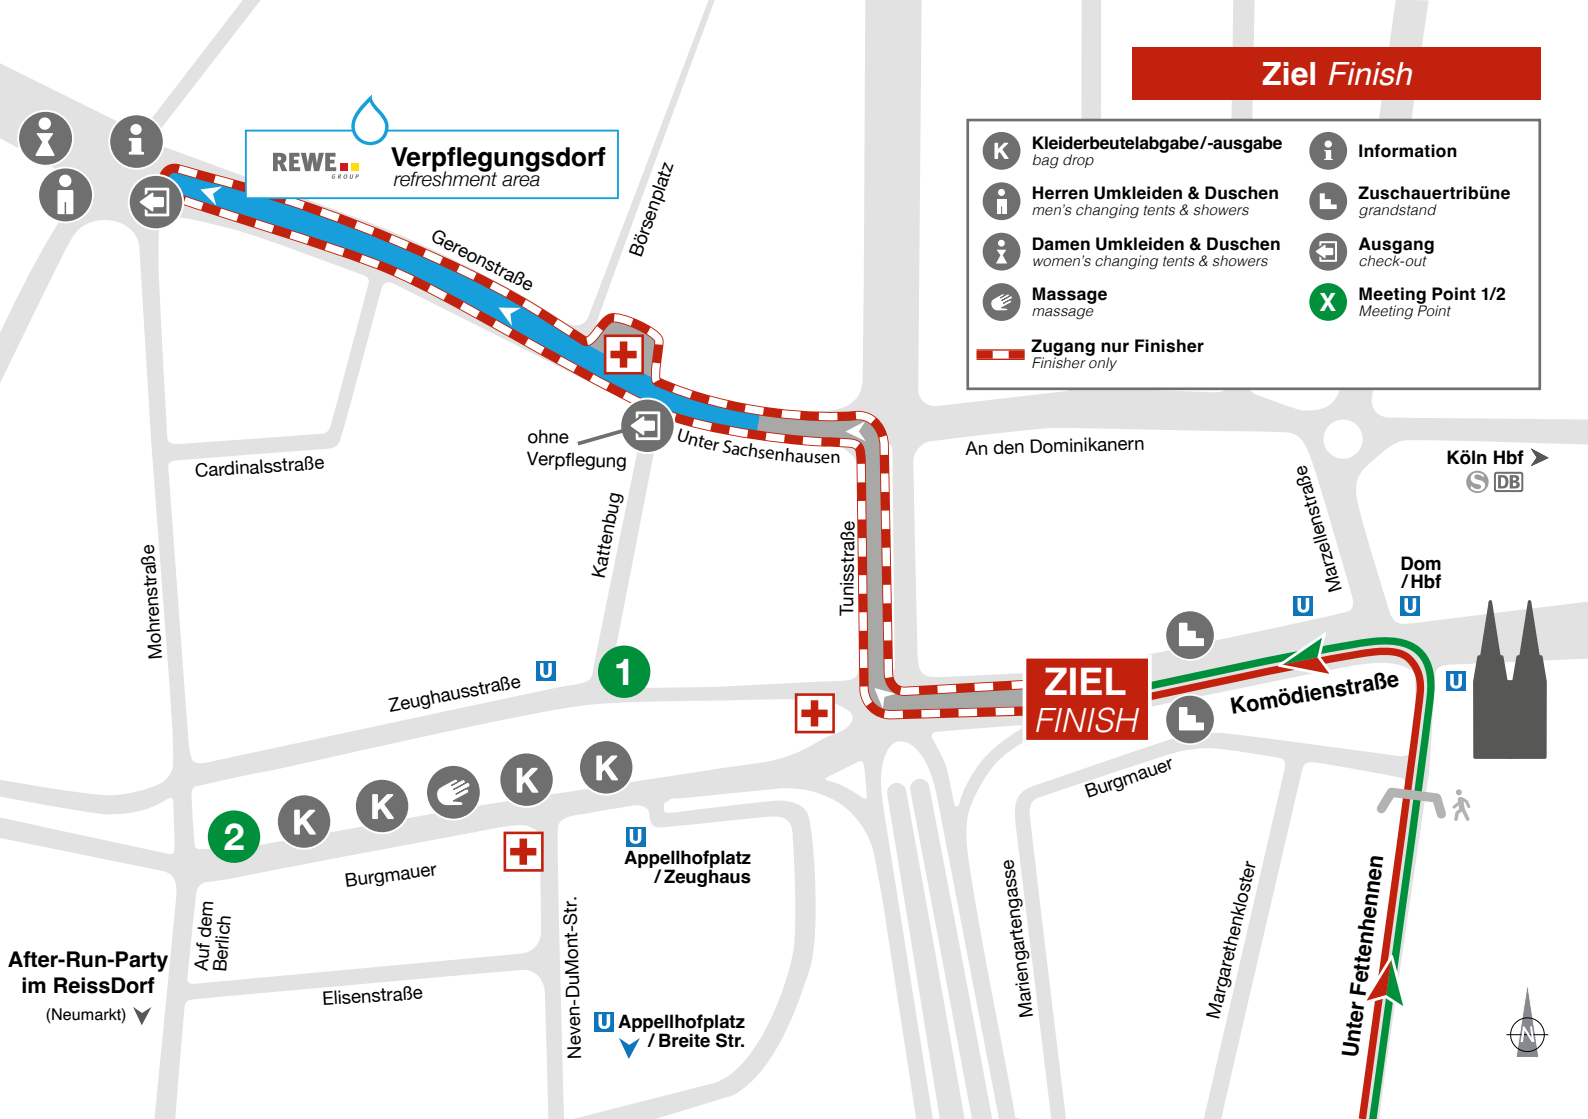 Ziel Finish
K
Kleiderbeutelabgabe/-ausgabe
bag drop
Herren Umkleiden & Duschen
men's changing tents & showers
Damen Umkleiden & Duschen
women's changing tents & showers
Massage
massage
Zugang nur Finisher
Finisher only
i
Information
Zuschauertribüne
grandstand
Ausgang
check-out
X
Meeting Point 1/2
Meeting Point
i
REWE
GROUP
Verpflegungsdorf
refreshment area
Börsenplatz
Gereonstraße
ohne
Verpflegung
Unter Sachsenhausen
An den Dominikanern
Köln Hbf
S DB
Cardinalsstraße
Kattenbug
Mohrenstraße
Tunisstraße
Marzellenstraße
Dom
/Hbf
U
U
U
Zeughausstraße
U
1
ZIEL
FINISH
Komödienstraße
Burgmauer
K
K
K
K
2
Burgmauer
U
Appellhofplatz
/Zeughaus
Auf dem
Berlich
After-Run-Party
im ReissDorf
(Neumarkt)
Elisenstraße
Neven-DuMont-Str.
U Appellhofplatz
/Breite Str.
Mariengartengasse
Margarethenkloster
Unter Fettenhennen
N